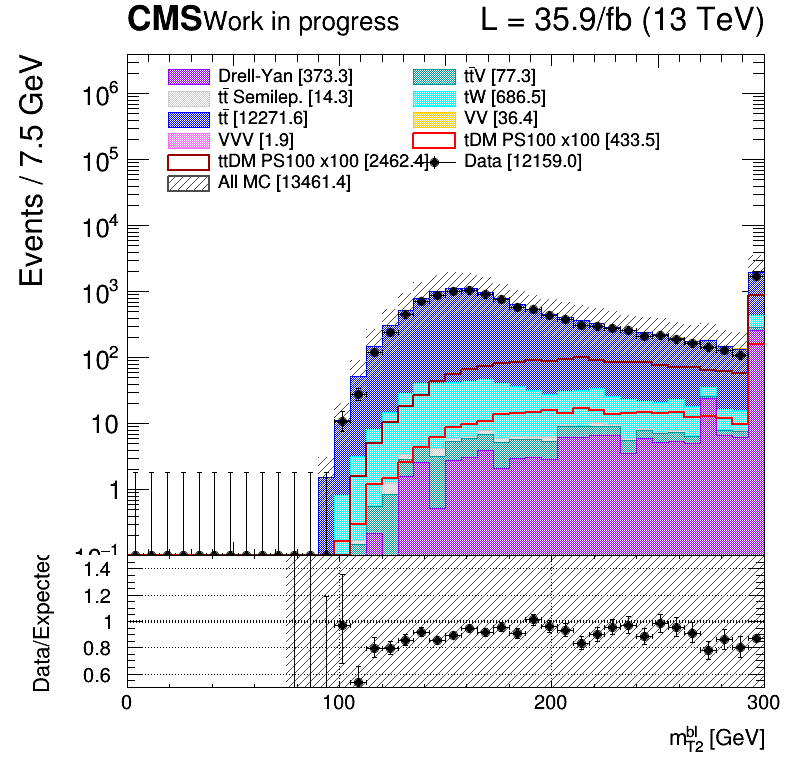 CMS Work in progress L = 35.9/fb (13 TeV)
Events / 7.5 GeV
Drell-Yan [373.3] tt̄V [77.3]
tt̄ Semilep. [14.3] tW [686.5]
tt̄ [12271.6] VV [36.4]
VVV [1.9] tDM PS100 x100 [433.5]
ttDM PS100 x100 [2462.4] Data [12159.0]
All MC [13461.4]
10⁶
10⁵
10⁴
10³
10²
10
1
10⁻¹
Data/Expected
1.4
1.2
1
0.8
0.6
0 100 200 300
m_{T2}^{bl} [GeV]